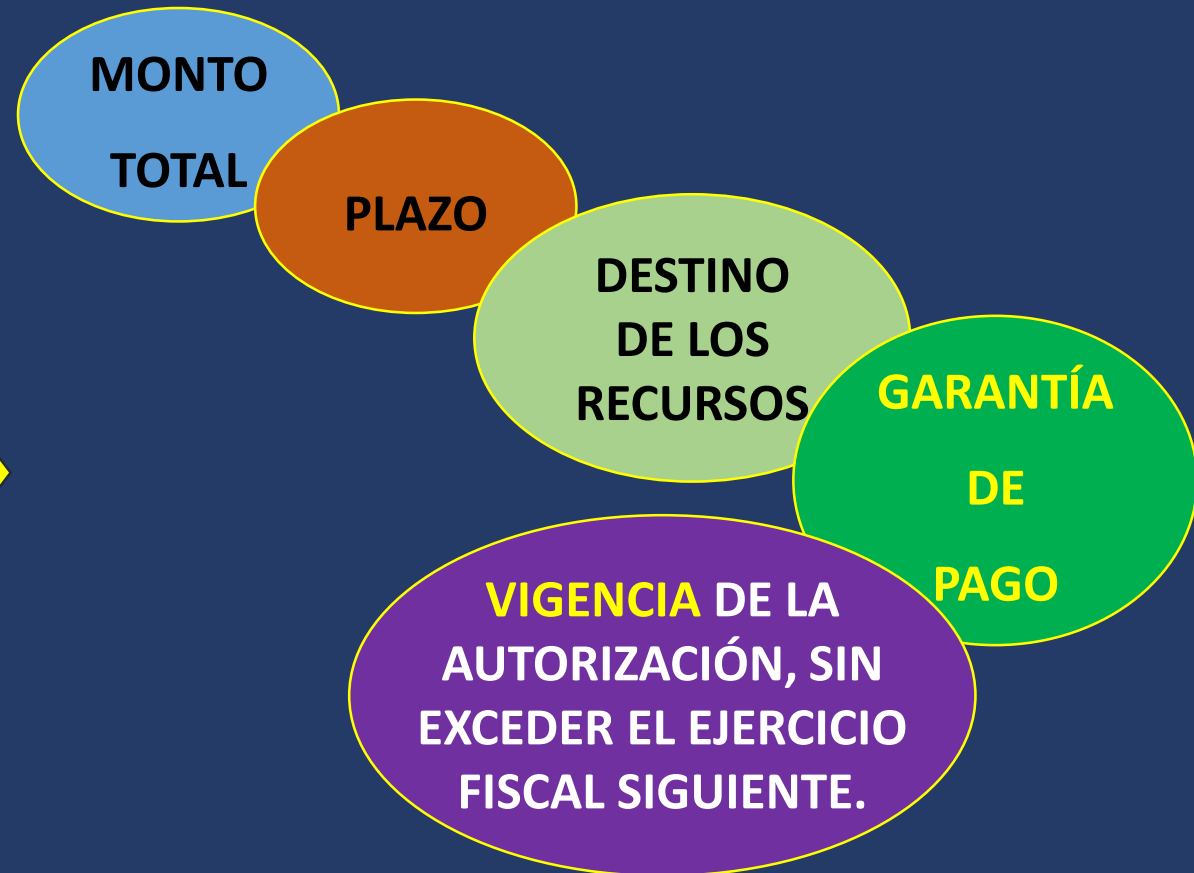 MONTO
TOTAL
PLAZO
DESTINO
DE LOS
RECURSOS
GARANTÍA
DE
PAGO
VIGENCIA DE LA
AUTORIZACIÓN, SIN
EXCEDER EL EJERCICIO
FISCAL SIGUIENTE.